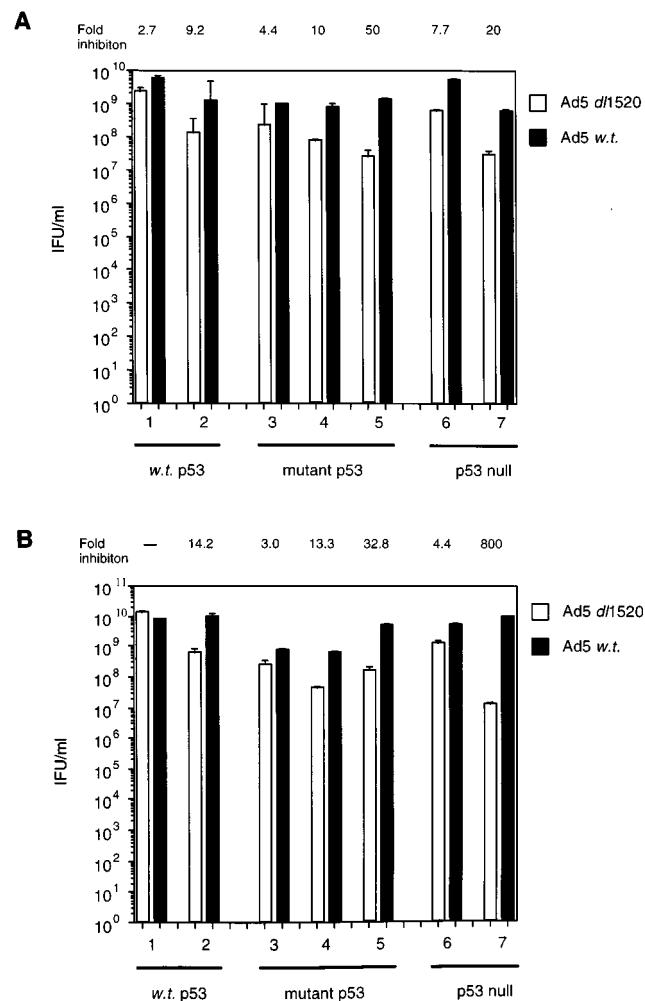 A
Fold inhibiton 2.7 9.2 4.4 10 50 7.7 20
10^10
10^9
10^8
10^7
10^6
10^5
10^4
10^3
10^2
10^1
10^0
IFU/ml
Ad5 dl1520
Ad5 w.t.
1 2 3 4 5 6 7
w.t. p53 mutant p53 p53 null
B
Fold inhibiton — 14.2 3.0 13.3 32.8 4.4 800
10^11
10^10
10^9
10^8
10^7
10^6
10^5
10^4
10^3
10^2
10^1
10^0
IFU/ml
Ad5 dl1520
Ad5 w.t.
1 2 3 4 5 6 7
w.t. p53 mutant p53 p53 null